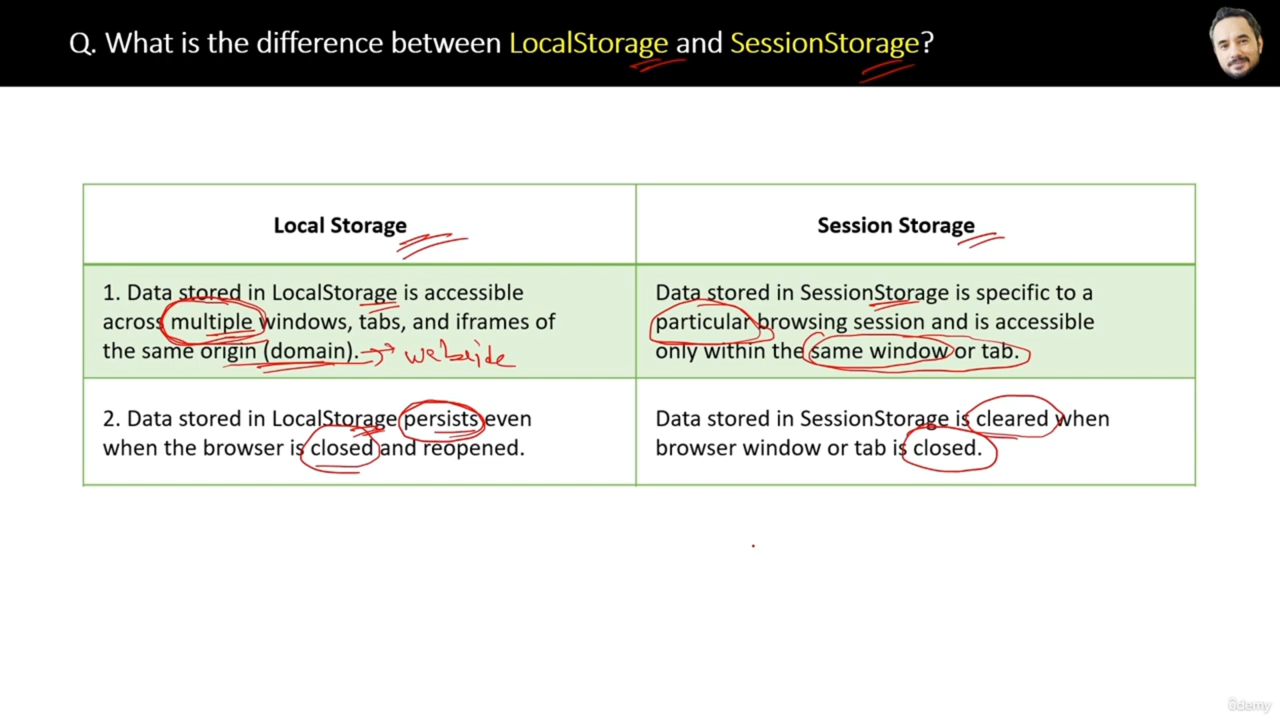 Q. What is the difference between LocalStorage and SessionStorage?
Local Storage
Session Storage
1. Data stored in LocalStorage is accessible
across multiple windows, tabs, and iframes of
the same origin (domain). → website
Data stored in SessionStorage is specific to a
particular browsing session and is accessible
only within the same window or tab.
2. Data stored in LocalStorage persists even
when the browser is closed and reopened.
Data stored in SessionStorage is cleared when
browser window or tab is closed.
ûdemy